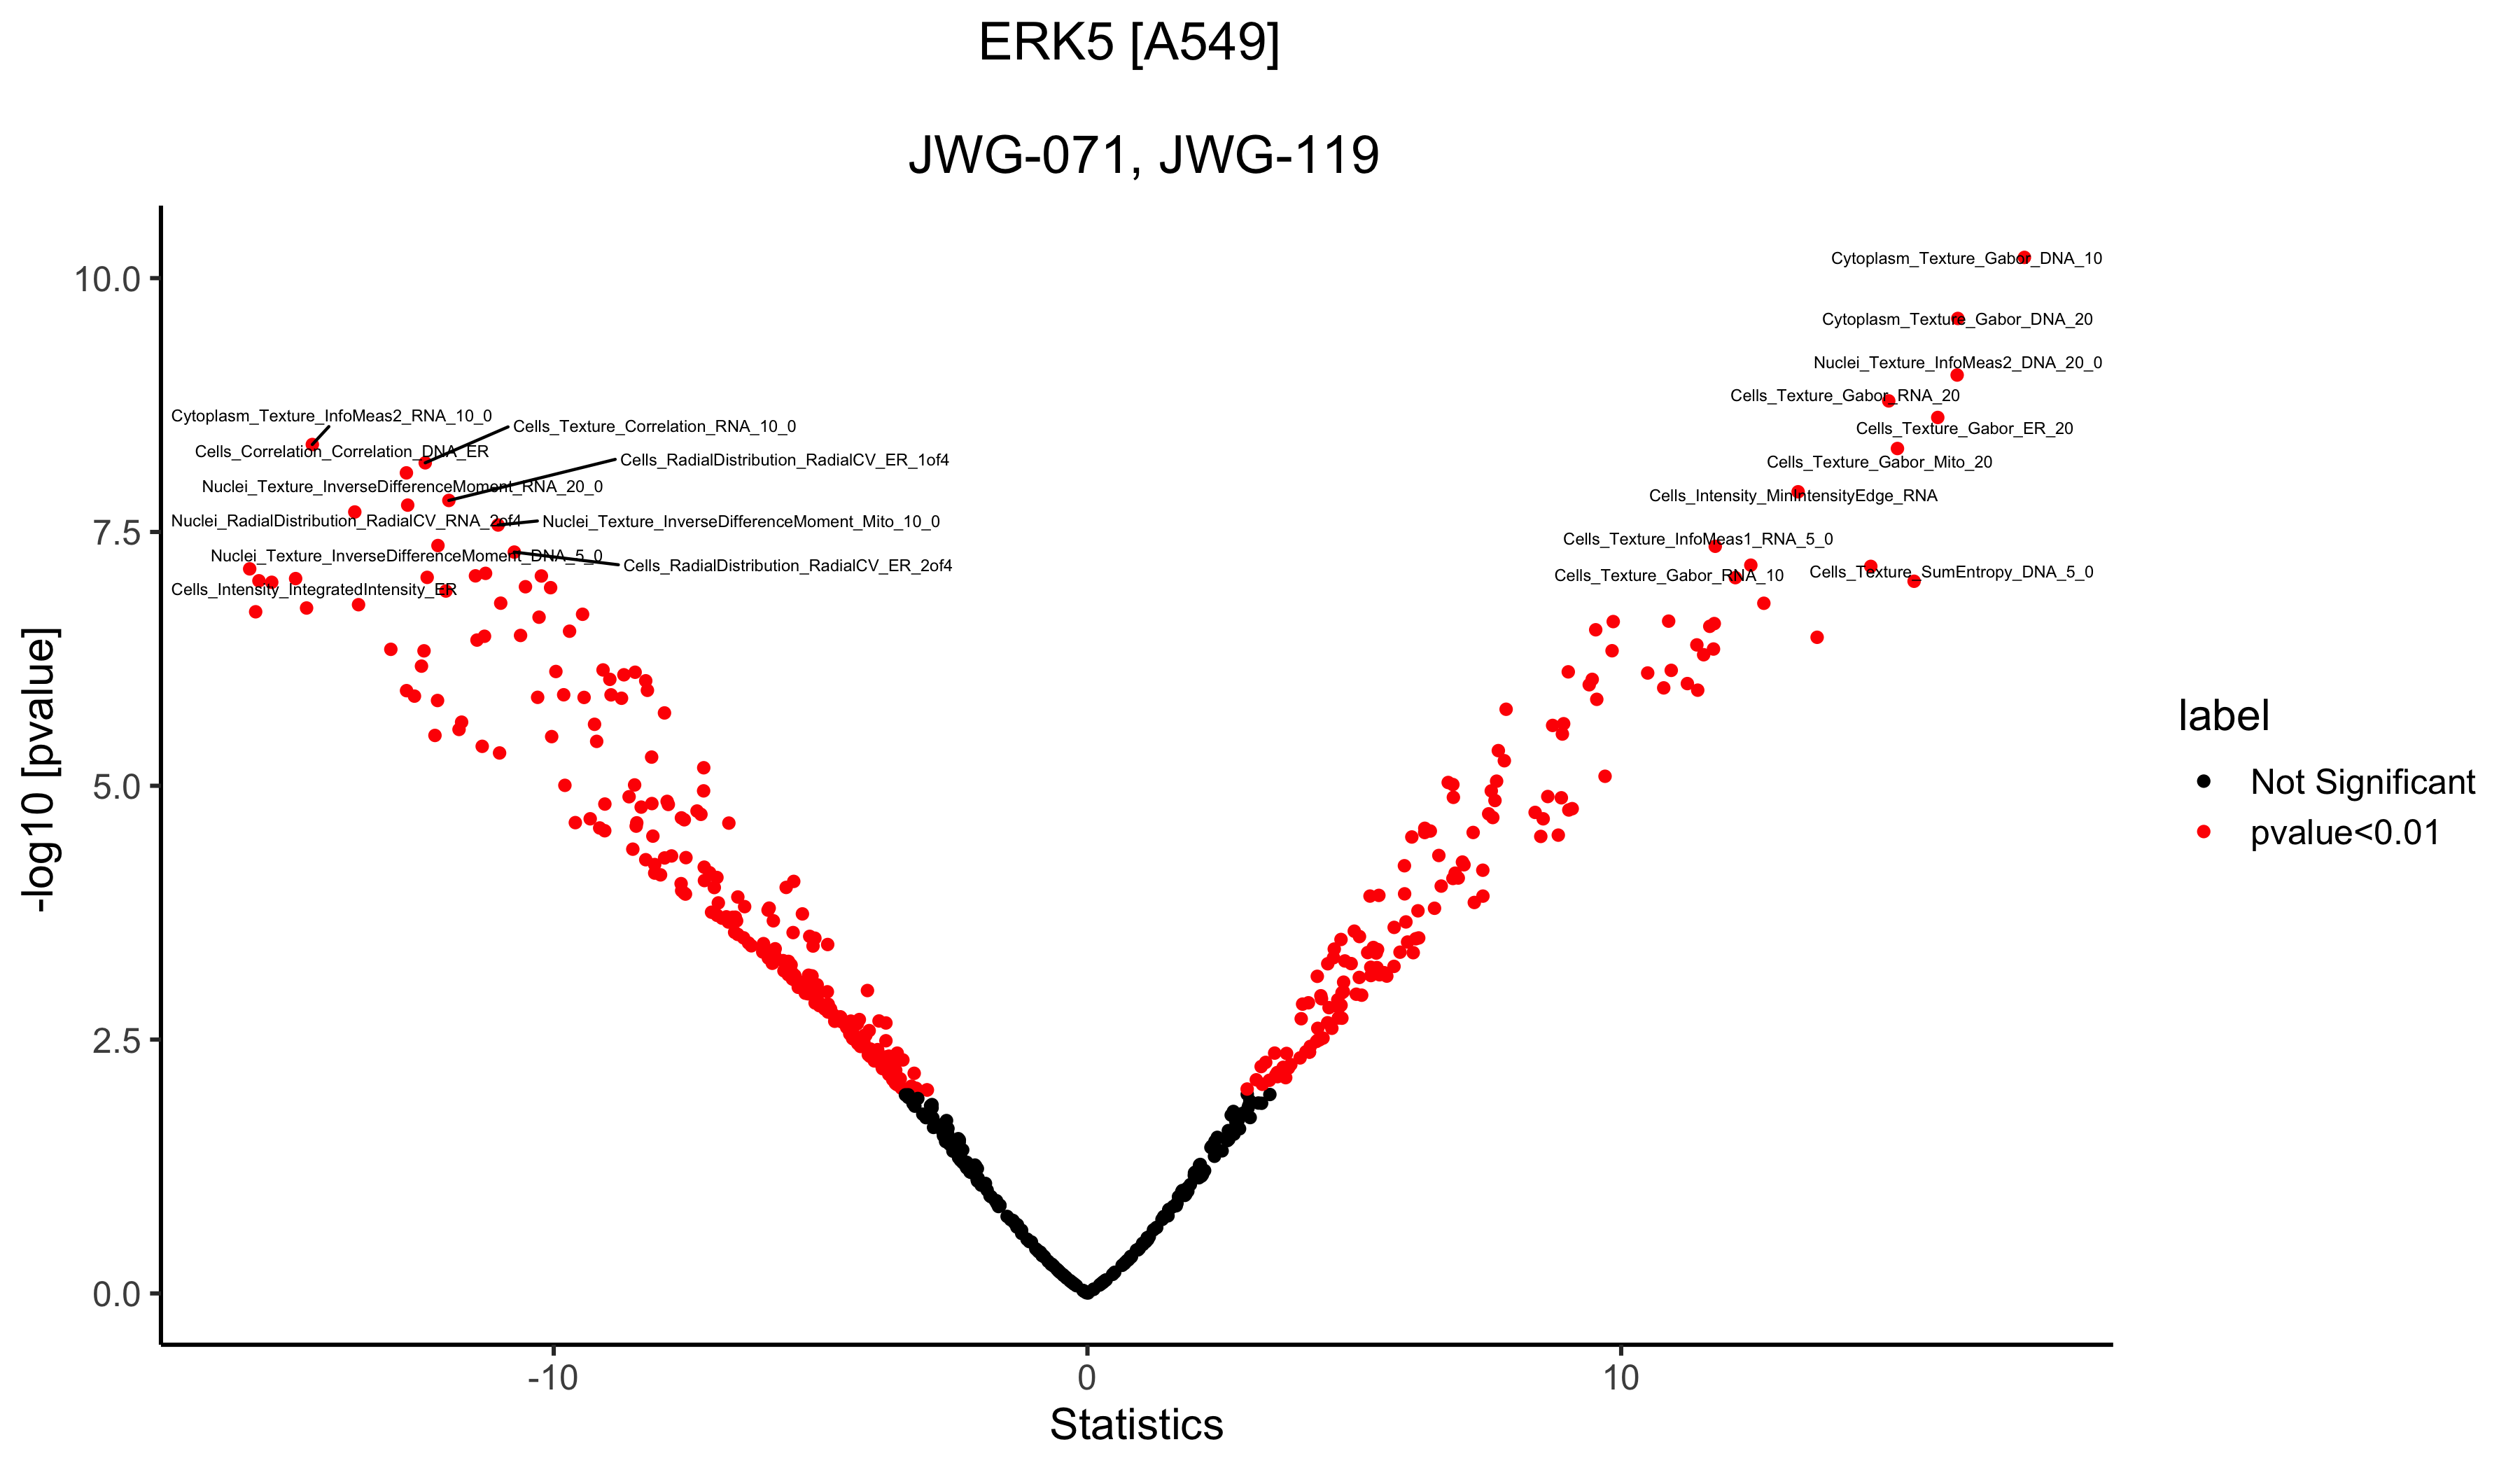 ERK5 [A549]
JWG-071, JWG-119
-log10 [pvalue]
10.0
7.5
5.0
2.5
0.0
Cytoplasm_Texture_Gabor_DNA_10
Cytoplasm_Texture_Gabor_DNA_20
Nuclei_Texture_InfoMeas2_DNA_20_0
Cells_Texture_Gabor_RNA_20
Cytoplasm_Texture_InfoMeas2_RNA_10_0
Cells_Texture_Correlation_RNA_10_0
Cells_Texture_Gabor_ER_20
Cells_Correlation_Correlation_DNA_ER
Cells_RadialDistribution_RadialCV_ER_1of4
Cells_Texture_Gabor_Mito_20
Nuclei_Texture_InverseDifferenceMoment_RNA_20_0
Cells_Intensity_MinIntensityEdge_RNA
Nuclei_RadialDistribution_RadialCV_RNA_2of4
Nuclei_Texture_InverseDifferenceMoment_Mito_10_0
Cells_Texture_InfoMeas1_RNA_5_0
Nuclei_Texture_InverseDifferenceMoment_DNA_5_0
Cells_RadialDistribution_RadialCV_ER_2of4
Cells_Texture_Gabor_RNA_10
Cells_Texture_SumEntropy_DNA_5_0
Cells_Intensity_IntegratedIntensity_ER
label
Not Significant
pvalue<0.01
-10
0
10
Statistics